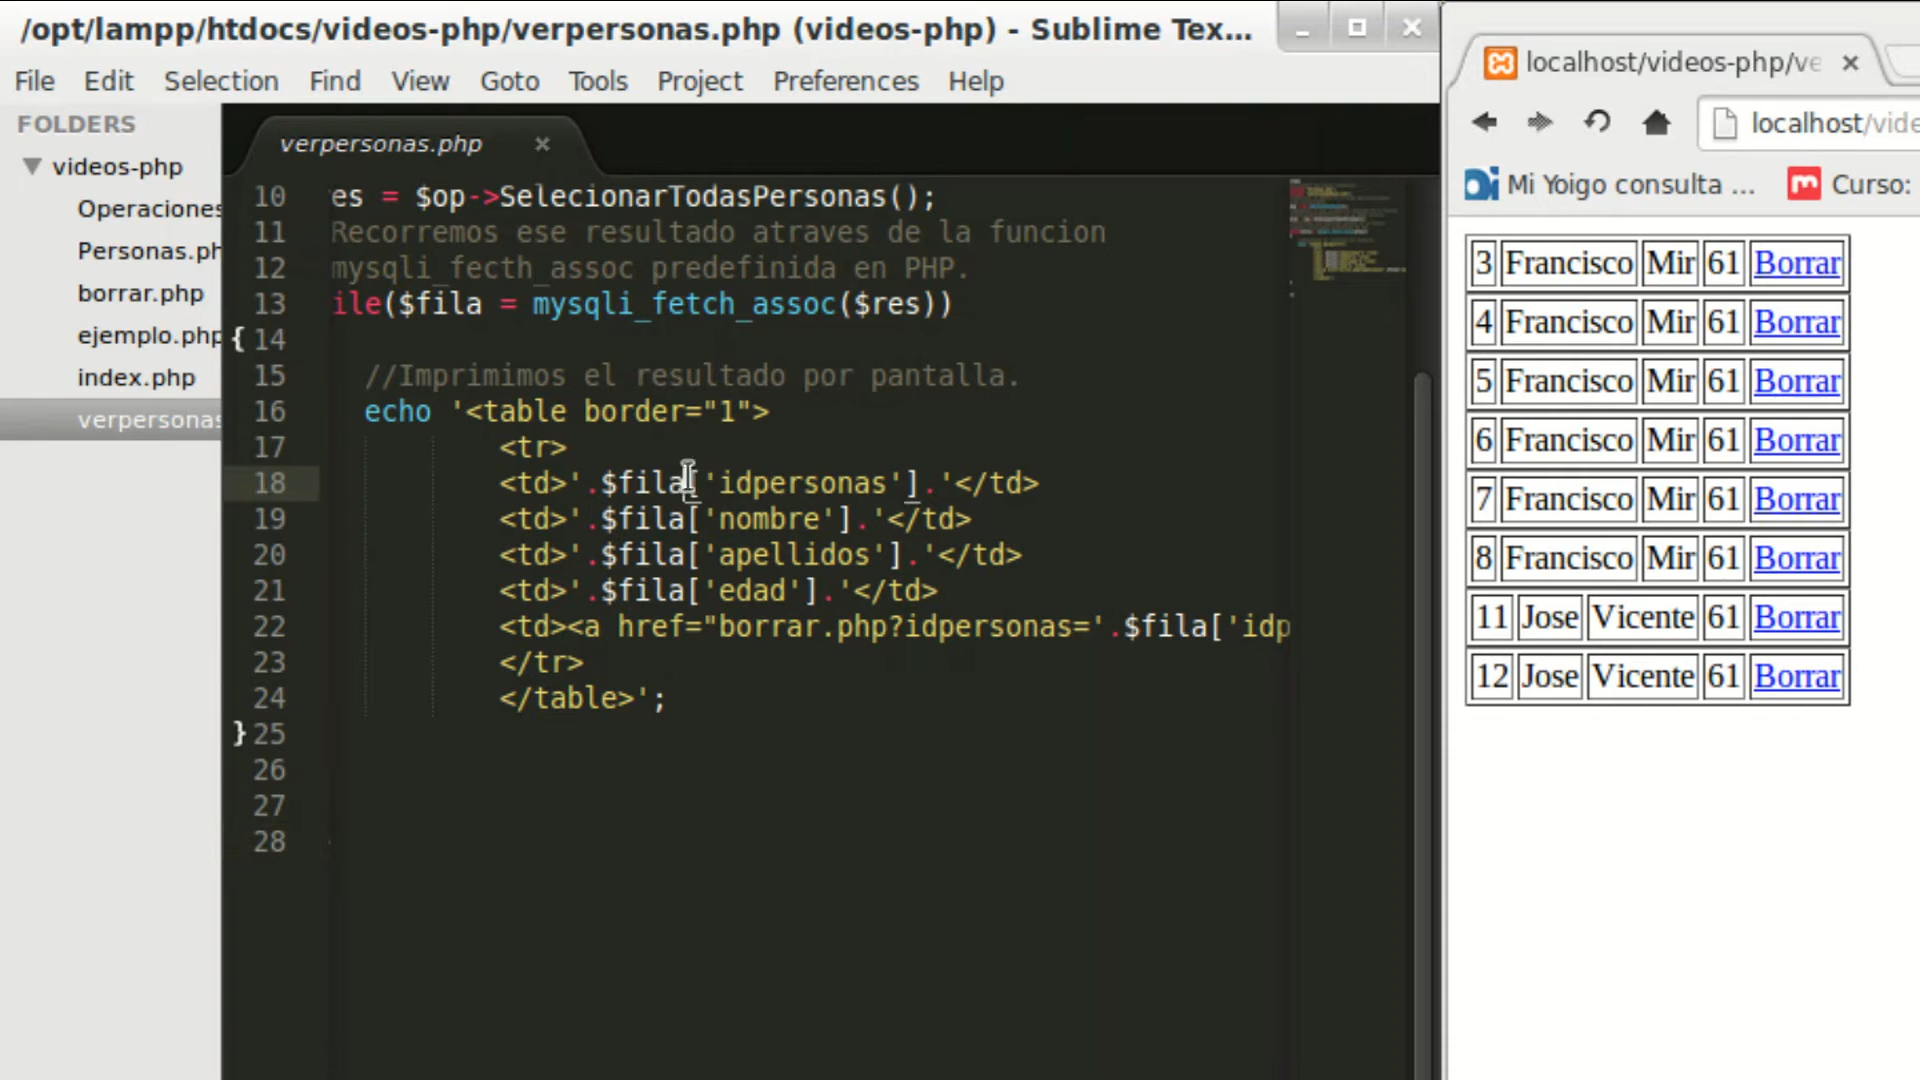 /opt/lampp/htdocs/videos-php/verpersonas.php (videos-php) - Sublime Tex...
File Edit Selection Find View Goto Tools Project Preferences Help
FOLDERS
videos-php
Operaciones
Personas.ph
borrar.php
ejemplo.php
index.php
verpersonas
verpersonas.php
10 es = $op->SelecionarTodasPersonas();
11 Recorremos ese resultado atraves de la funcion
12 mysqli_fecth_assoc predefinida en PHP.
13 ile($fila = mysqli_fetch_assoc($res))
{ 14
15 //Imprimimos el resultado por pantalla.
16 echo '<table border="1">
17 <tr>
18 <td>'.$fila['idpersonas'].'</td>
19 <td>'.$fila['nombre'].'</td>
20 <td>'.$fila['apellidos'].'</td>
21 <td>'.$fila['edad'].'</td>
22 <td><a href="borrar.php?idpersonas='.$fila['idp
23 </tr>
24 </table>';
} 25
26
27
28
localhost/videos-php/ve
localhost/vide
Mi Yoigo consulta ... Curso:
3 Francisco Mir 61 Borrar
4 Francisco Mir 61 Borrar
5 Francisco Mir 61 Borrar
6 Francisco Mir 61 Borrar
7 Francisco Mir 61 Borrar
8 Francisco Mir 61 Borrar
11 Jose Vicente 61 Borrar
12 Jose Vicente 61 Borrar